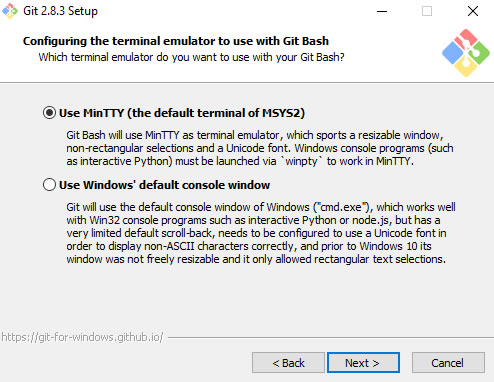 Git 2.8.3 Setup
Configuring the terminal emulator to use with Git Bash
Which terminal emulator do you want to use with your Git Bash?
Use MinTTY (the default terminal of MSYS2)
Git Bash will use MinTTY as terminal emulator, which sports a resizable window,
non-rectangular selections and a Unicode font. Windows console programs (such
as interactive Python) must be launched via `winpty` to work in MinTTY.
Use Windows' default console window
Git will use the default console window of Windows ("cmd.exe"), which works well
with Win32 console programs such as interactive Python or node.js, but has a
very limited default scroll-back, needs to be configured to use a Unicode font in
order to display non-ASCII characters correctly, and prior to Windows 10 its
window was not freely resizable and it only allowed rectangular text selections.
https://git-for-windows.github.io/
< Back
Next >
Cancel